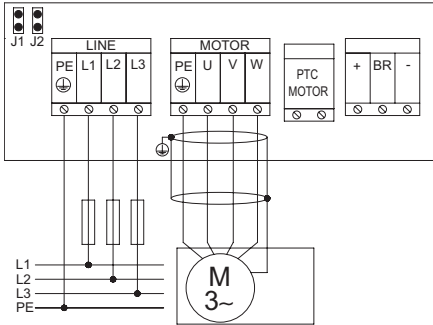 J1 J2
LINE
PE L1 L2 L3
MOTOR
PE U V W
PTC
MOTOR
+ BR -
L1
L2
L3
PE
M
3~